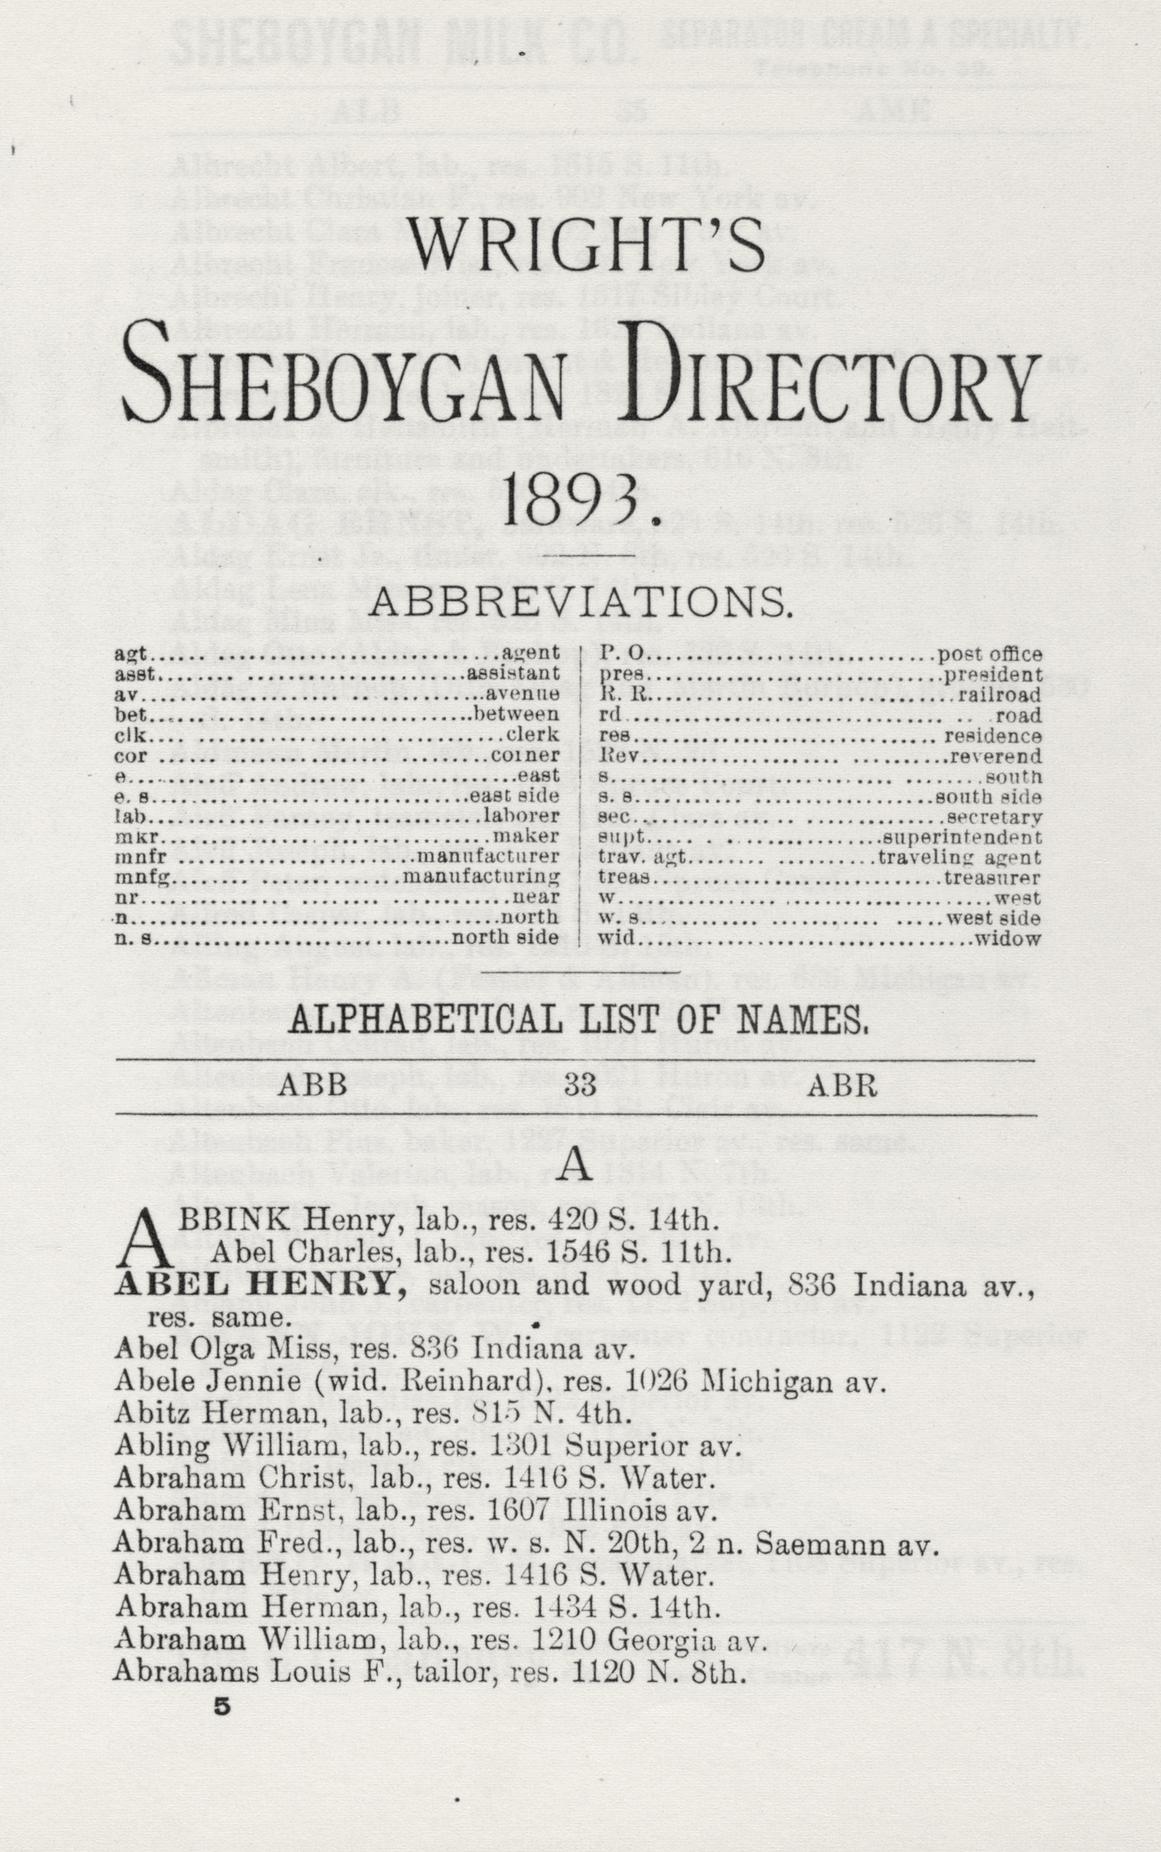 WRIGHT'S
SHEBOYGAN DIRECTORY
1893.
ABBREVIATIONS.
agt...................................agent
asst..............................assistant
av..................................avenue
bet................................between
clk...................................clerk
cor..................................corner
e......................................east
e. s..............................east side
lab...............................laborer
mkr................................maker
mnfr.........................manufacturer
mnfg........................manufacturing
nr.....................................near
n.....................................north
n. s.............................north side
P. O............................post office
pres............................president
R. R..............................railroad
rd....................................road
res..............................residence
Rev..............................reverend
s....................................south
s. s.............................south side
sec..............................secretary
supt........................superintendent
trav. agt...................traveling agent
treas............................treasurer
w.....................................west
w. s.............................west side
wid.................................widow
ALPHABETICAL LIST OF NAMES.
ABB 33 ABR
A
ABBINK Henry, lab., res. 420 S. 14th.
Abel Charles, lab., res. 1546 S. 11th.
ABEL HENRY, saloon and wood yard, 836 Indiana av.,
res. same.
Abel Olga Miss, res. 836 Indiana av.
Abele Jennie (wid. Reinhard), res. 1026 Michigan av.
Abitz Herman, lab., res. 815 N. 4th.
Abling William, lab., res. 1301 Superior av.
Abraham Christ, lab., res. 1416 S. Water.
Abraham Ernst, lab., res. 1607 Illinois av.
Abraham Fred., lab., res. w. s. N. 20th, 2 n. Saemann av.
Abraham Henry, lab., res. 1416 S. Water.
Abraham Herman, lab., res. 1434 S. 14th.
Abraham William, lab., res. 1210 Georgia av.
Abrahams Louis F., tailor, res. 1120 N. 8th.
5